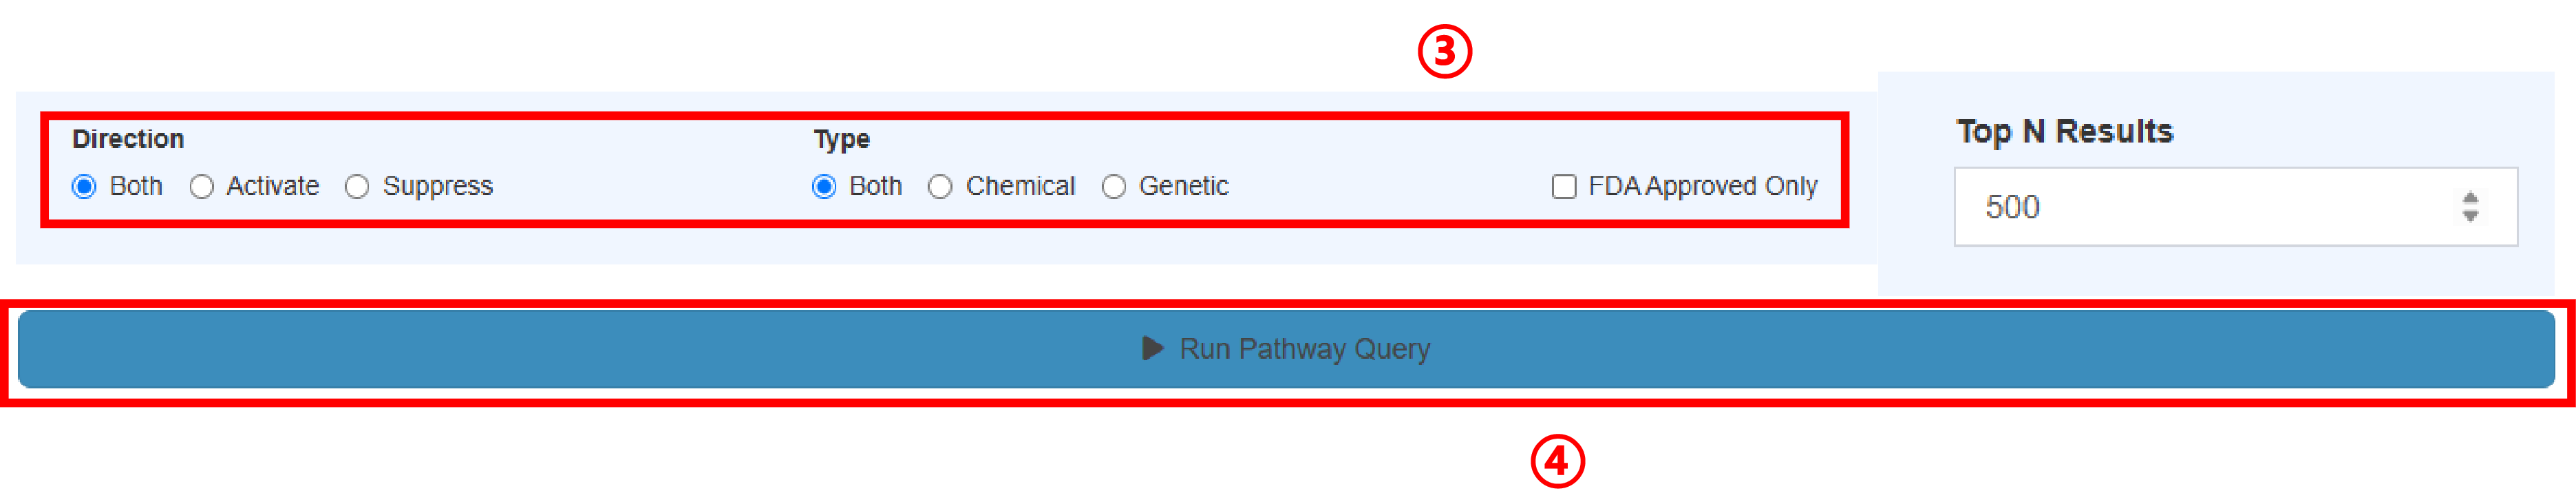 ③
Direction
Both Activate Suppress
Type
Both Chemical Genetic
FDA Approved Only
Top N Results
500
Run Pathway Query
④